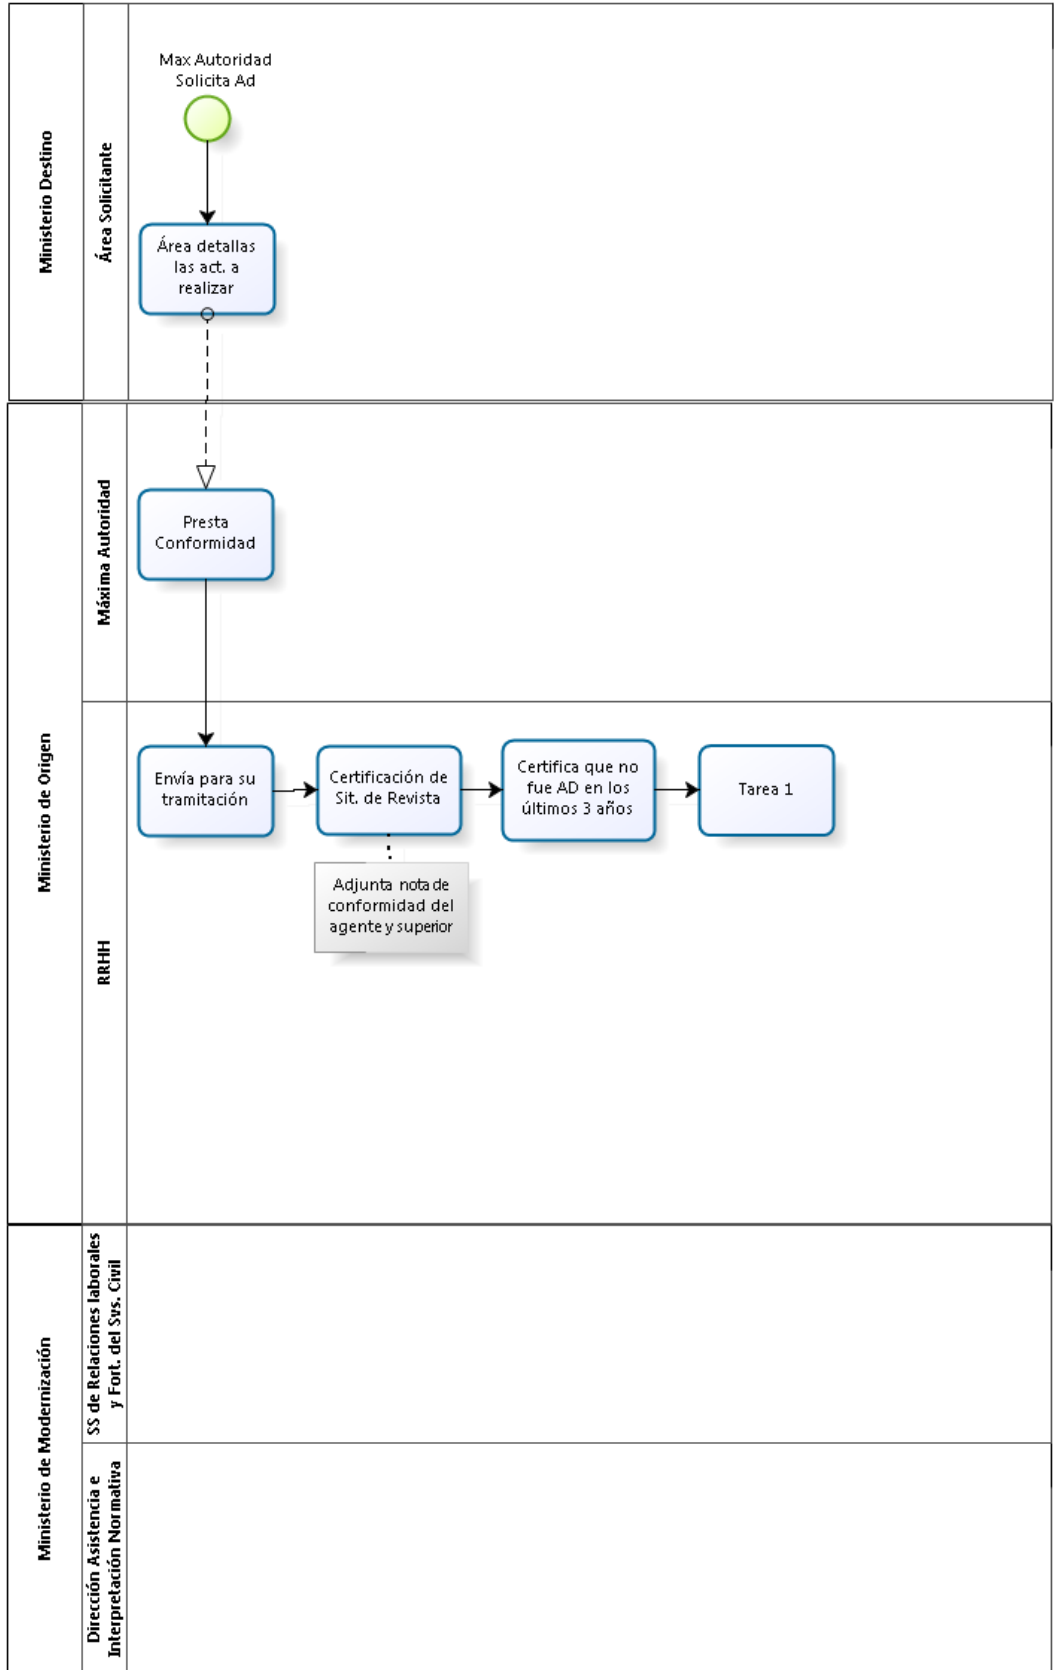 Ministerio Destino
Área Solicitante
Max Autoridad
Solicita Ad
Área detallas
las act. a
realizar
Ministerio de Origen
Máxima Autoridad
Presta
Conformidad
RRHH
Envía para su
tramitación
Certificación de
Sit. de Revista
Certifica que no
fue AD en los
últimos 3 años
Tarea 1
Adjunta nota de
conformidad del
agente y superior
Ministerio de Modernización
SS de Relaciones laborales
y Fort. del Svs. Civil
Dirección Asistencia e
Interpretación Normativa